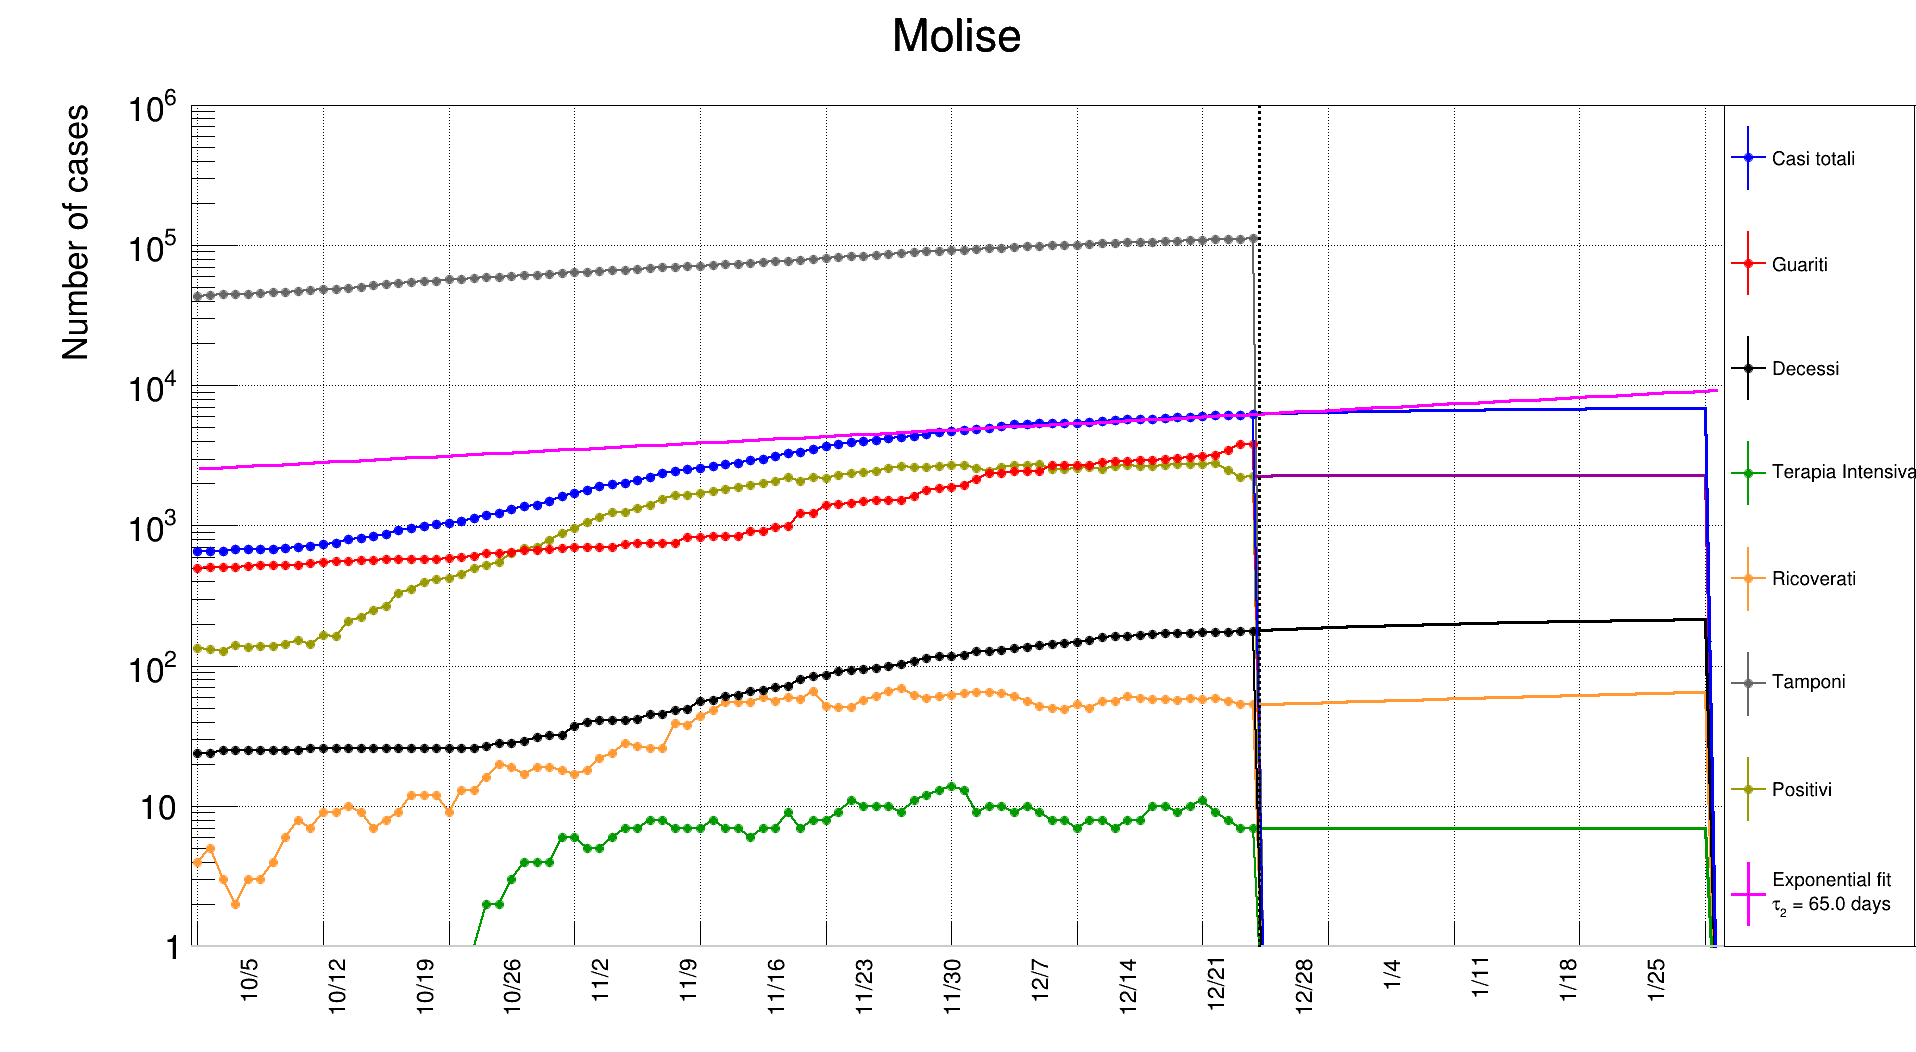 Molise
Number of cases
10^6
10^5
10^4
10^3
10^2
10
1
10/5
10/12
10/19
10/26
11/2
11/9
11/16
11/23
11/30
12/7
12/14
12/21
12/28
1/4
1/11
1/18
1/25
Casi totali
Guariti
Decessi
Terapia Intensiva
Ricoverati
Tamponi
Positivi
Exponential fit
τ_2 = 65.0 days